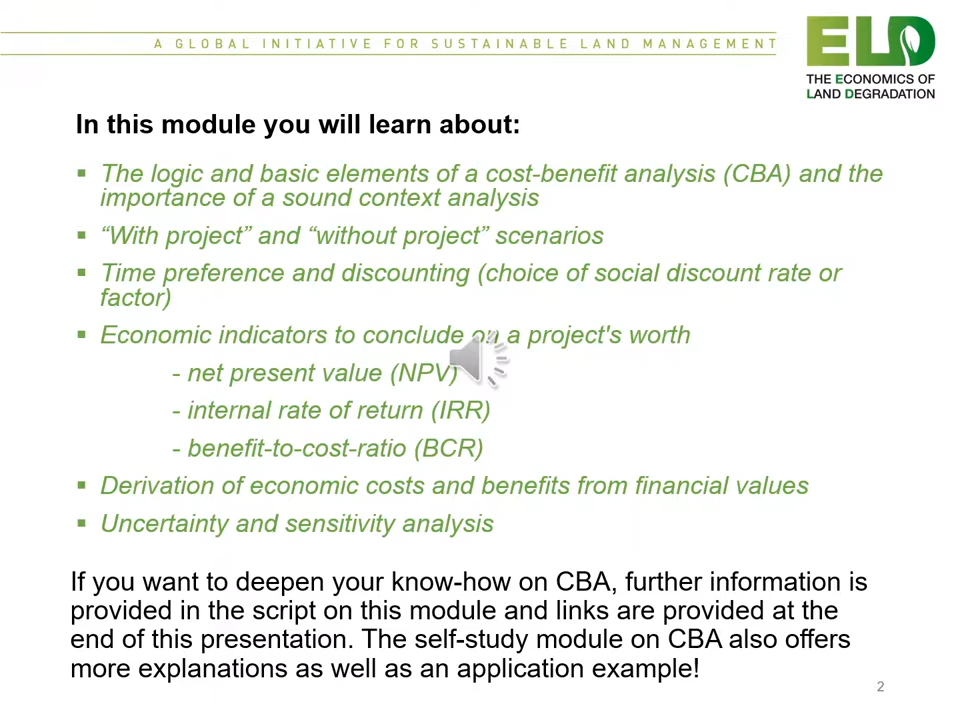 A GLOBAL INITIATIVE FOR SUSTAINABLE LAND MANAGEMENT
ELD
THE ECONOMICS OF
LAND DEGRADATION
In this module you will learn about:
▪ The logic and basic elements of a cost-benefit analysis (CBA) and the
importance of a sound context analysis
▪ “With project” and “without project” scenarios
▪ Time preference and discounting (choice of social discount rate or
factor)
▪ Economic indicators to conclude on a project's worth
- net present value (NPV)
- internal rate of return (IRR)
- benefit-to-cost-ratio (BCR)
▪ Derivation of economic costs and benefits from financial values
▪ Uncertainty and sensitivity analysis
If you want to deepen your know-how on CBA, further information is
provided in the script on this module and links are provided at the
end of this presentation. The self-study module on CBA also offers
more explanations as well as an application example!
2